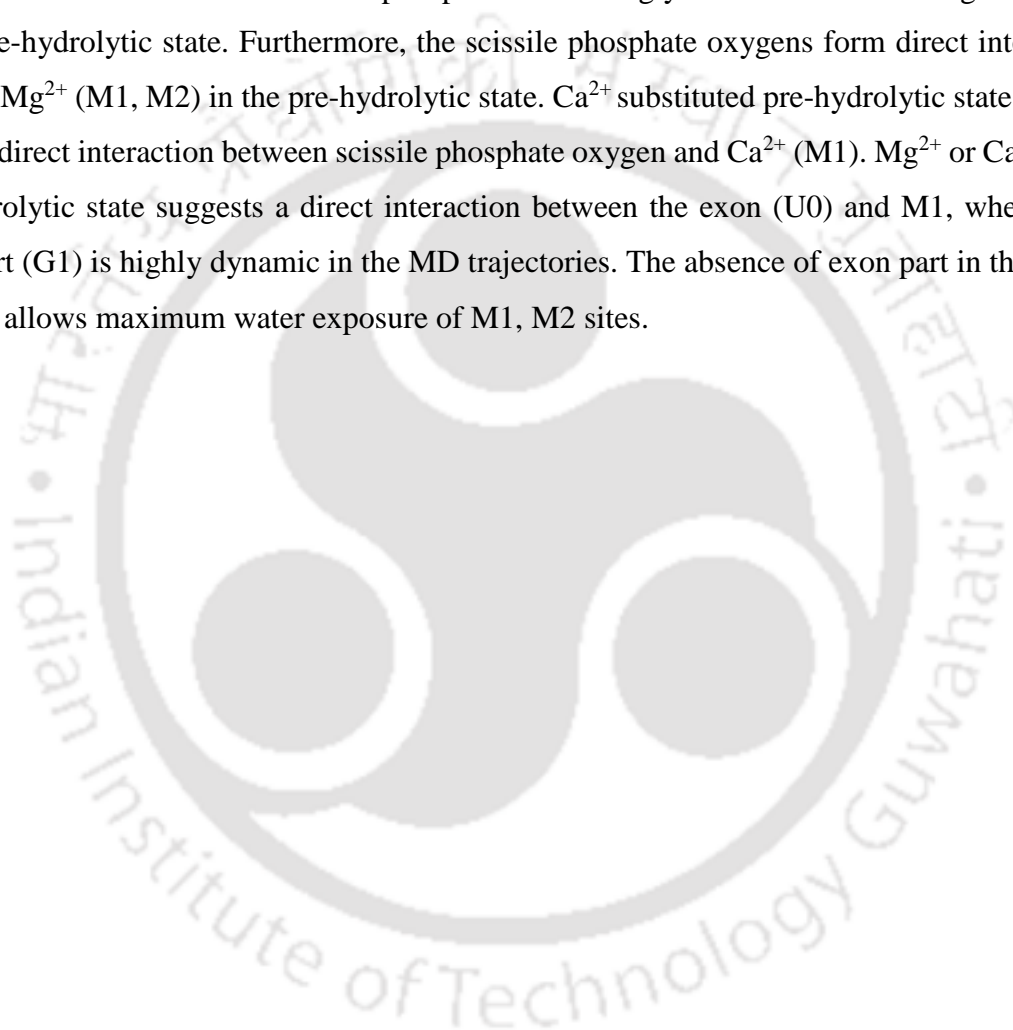 e-hydrolytic state. Furthermore, the scissile phosphate oxygens form direct int
Mg²⁺ (M1, M2) in the pre-hydrolytic state. Ca²⁺ substituted pre-hydrolytic state
direct interaction between scissile phosphate oxygen and Ca²⁺ (M1). Mg²⁺ or Ca
rolytic state suggests a direct interaction between the exon (U0) and M1, whe
rt (G1) is highly dynamic in the MD trajectories. The absence of exon part in th
allows maximum water exposure of M1, M2 sites.
Indian Institute of Technology Guwahati